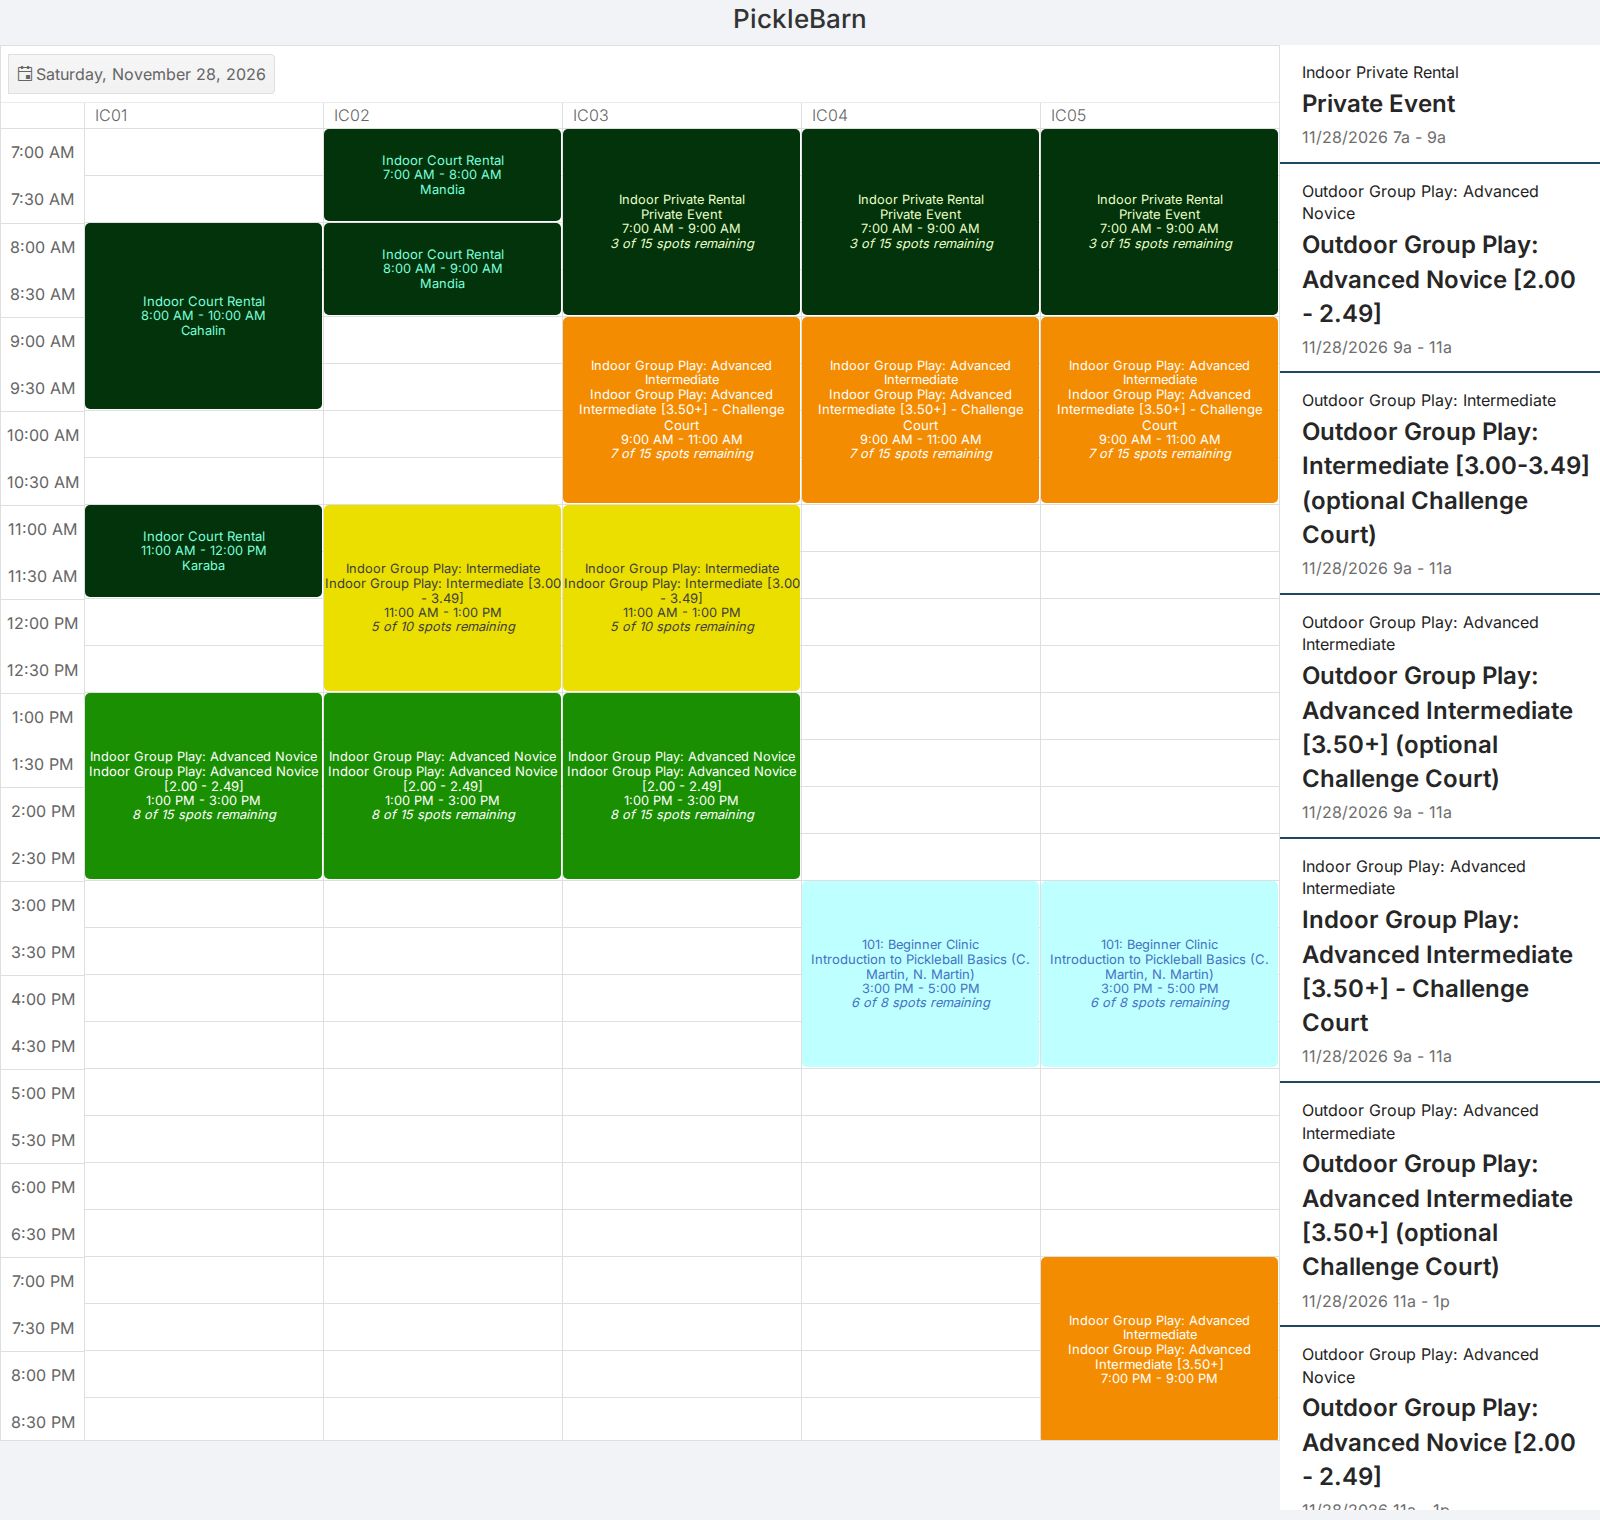 PickleBarn
Saturday, November 28, 2026
IC01
IC02
IC03
IC04
IC05
7:00 AM
7:30 AM
8:00 AM
8:30 AM
9:00 AM
9:30 AM
10:00 AM
10:30 AM
11:00 AM
11:30 AM
12:00 PM
12:30 PM
1:00 PM
1:30 PM
2:00 PM
2:30 PM
3:00 PM
3:30 PM
4:00 PM
4:30 PM
5:00 PM
5:30 PM
6:00 PM
6:30 PM
7:00 PM
7:30 PM
8:00 PM
8:30 PM
Indoor Court Rental
8:00 AM - 10:00 AM
Cahalin
Indoor Court Rental
11:00 AM - 12:00 PM
Karaba
Indoor Group Play: Advanced Novice
Indoor Group Play: Advanced Novice
[2.00 - 2.49]
1:00 PM - 3:00 PM
8 of 15 spots remaining
Indoor Court Rental
7:00 AM - 8:00 AM
Mandia
Indoor Court Rental
8:00 AM - 9:00 AM
Mandia
Indoor Group Play: Intermediate
Indoor Group Play: Intermediate [3.00
- 3.49]
11:00 AM - 1:00 PM
5 of 10 spots remaining
Indoor Group Play: Advanced Novice
Indoor Group Play: Advanced Novice
[2.00 - 2.49]
1:00 PM - 3:00 PM
8 of 15 spots remaining
Indoor Private Rental
Private Event
7:00 AM - 9:00 AM
3 of 15 spots remaining
Indoor Group Play: Advanced
Intermediate
Indoor Group Play: Advanced
Intermediate [3.50+] - Challenge
Court
9:00 AM - 11:00 AM
7 of 15 spots remaining
Indoor Group Play: Intermediate
Indoor Group Play: Intermediate [3.00
- 3.49]
11:00 AM - 1:00 PM
5 of 10 spots remaining
Indoor Group Play: Advanced Novice
Indoor Group Play: Advanced Novice
[2.00 - 2.49]
1:00 PM - 3:00 PM
8 of 15 spots remaining
Indoor Private Rental
Private Event
7:00 AM - 9:00 AM
3 of 15 spots remaining
Indoor Group Play: Advanced
Intermediate
Indoor Group Play: Advanced
Intermediate [3.50+] - Challenge
Court
9:00 AM - 11:00 AM
7 of 15 spots remaining
101: Beginner Clinic
Introduction to Pickleball Basics (C.
Martin, N. Martin)
3:00 PM - 5:00 PM
6 of 8 spots remaining
Indoor Private Rental
Private Event
7:00 AM - 9:00 AM
3 of 15 spots remaining
Indoor Group Play: Advanced
Intermediate
Indoor Group Play: Advanced
Intermediate [3.50+] - Challenge
Court
9:00 AM - 11:00 AM
7 of 15 spots remaining
101: Beginner Clinic
Introduction to Pickleball Basics (C.
Martin, N. Martin)
3:00 PM - 5:00 PM
6 of 8 spots remaining
Indoor Group Play: Advanced
Intermediate
Indoor Group Play: Advanced
Intermediate [3.50+]
7:00 PM - 9:00 PM
Indoor Private Rental
Private Event
11/28/2026 7a - 9a
Outdoor Group Play: Advanced
Novice
Outdoor Group Play:
Advanced Novice [2.00
- 2.49]
11/28/2026 9a - 11a
Outdoor Group Play: Intermediate
Outdoor Group Play:
Intermediate [3.00-3.49]
(optional Challenge
Court)
11/28/2026 9a - 11a
Outdoor Group Play: Advanced
Intermediate
Outdoor Group Play:
Advanced Intermediate
[3.50+] (optional
Challenge Court)
11/28/2026 9a - 11a
Indoor Group Play: Advanced
Intermediate
Indoor Group Play:
Advanced Intermediate
[3.50+] - Challenge
Court
11/28/2026 9a - 11a
Outdoor Group Play: Advanced
Intermediate
Outdoor Group Play:
Advanced Intermediate
[3.50+] (optional
Challenge Court)
11/28/2026 11a - 1p
Outdoor Group Play: Advanced
Novice
Outdoor Group Play:
Advanced Novice [2.00
- 2.49]
11/28/2026 11a - 1p